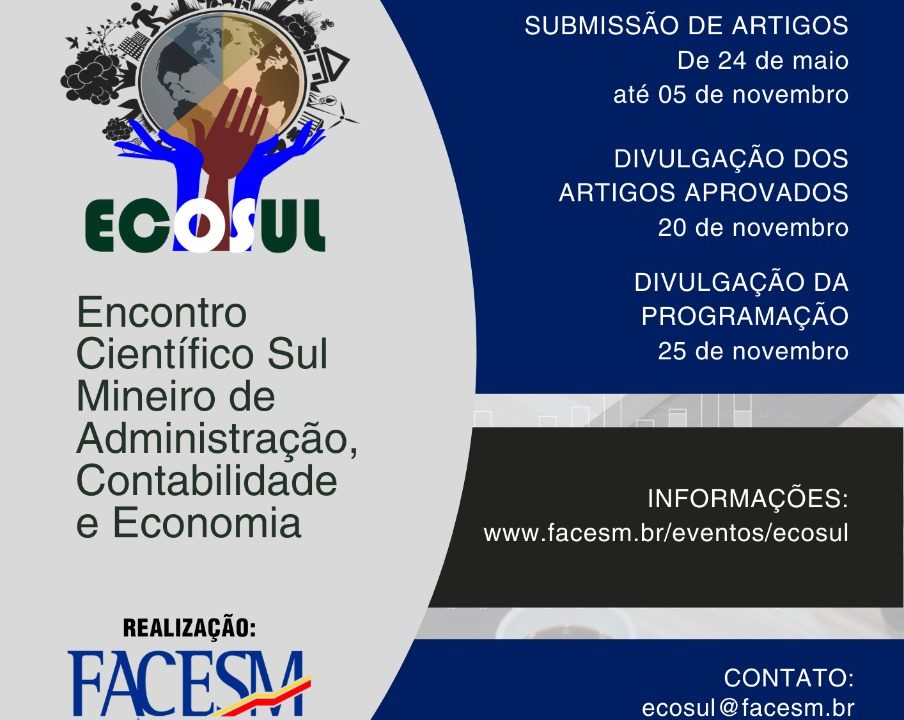 ECOSUL
Encontro
Científico Sul
Mineiro de
Administração,
Contabilidade
e Economia
REALIZAÇÃO:
FACESM
SUBMISSÃO DE ARTIGOS
De 24 de maio
até 05 de novembro
DIVULGAÇÃO DOS
ARTIGOS APROVADOS
20 de novembro
DIVULGAÇÃO DA
PROGRAMAÇÃO
25 de novembro
INFORMAÇÕES:
www.facesm.br/eventos/ecosul
CONTATO:
ecosul@facesm.br